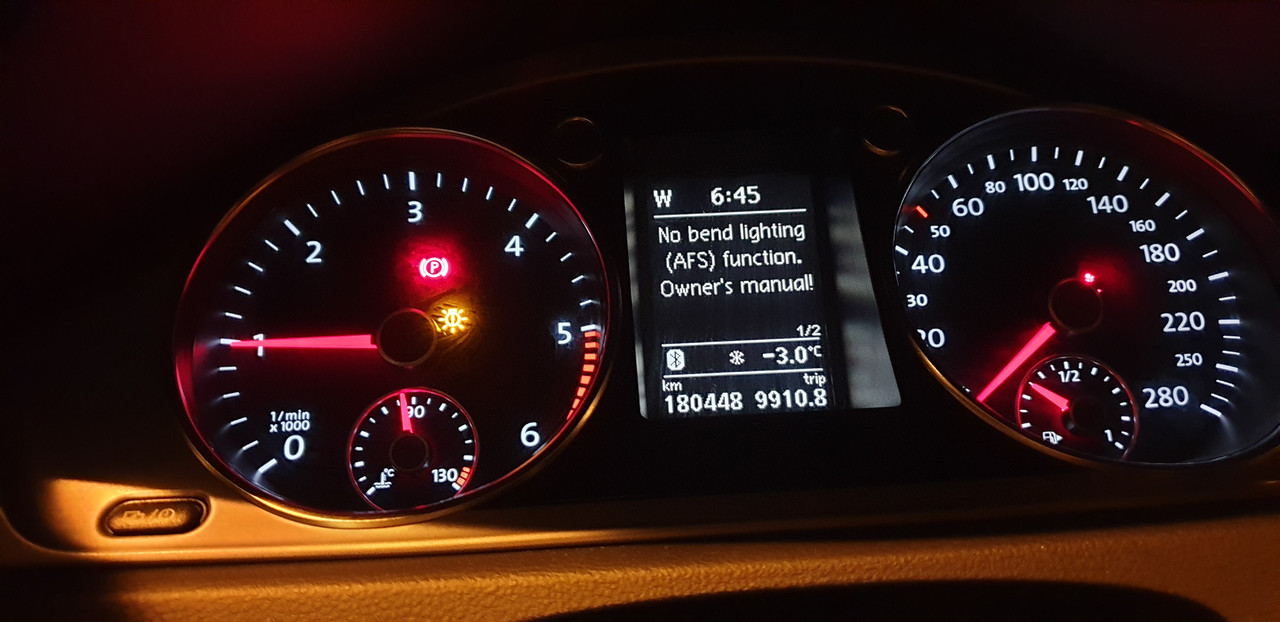 3
2
4
P
1
5
1/min
x 1000
0
90
°C
130
6
W 6:45
No bend lighting
(AFS) function.
Owner's manual!
1/2
-3.0°C
km trip
180448 9910.8
80 100 120
60 140
50 160
40 180
30 200
20 220
1/2 250
280
1